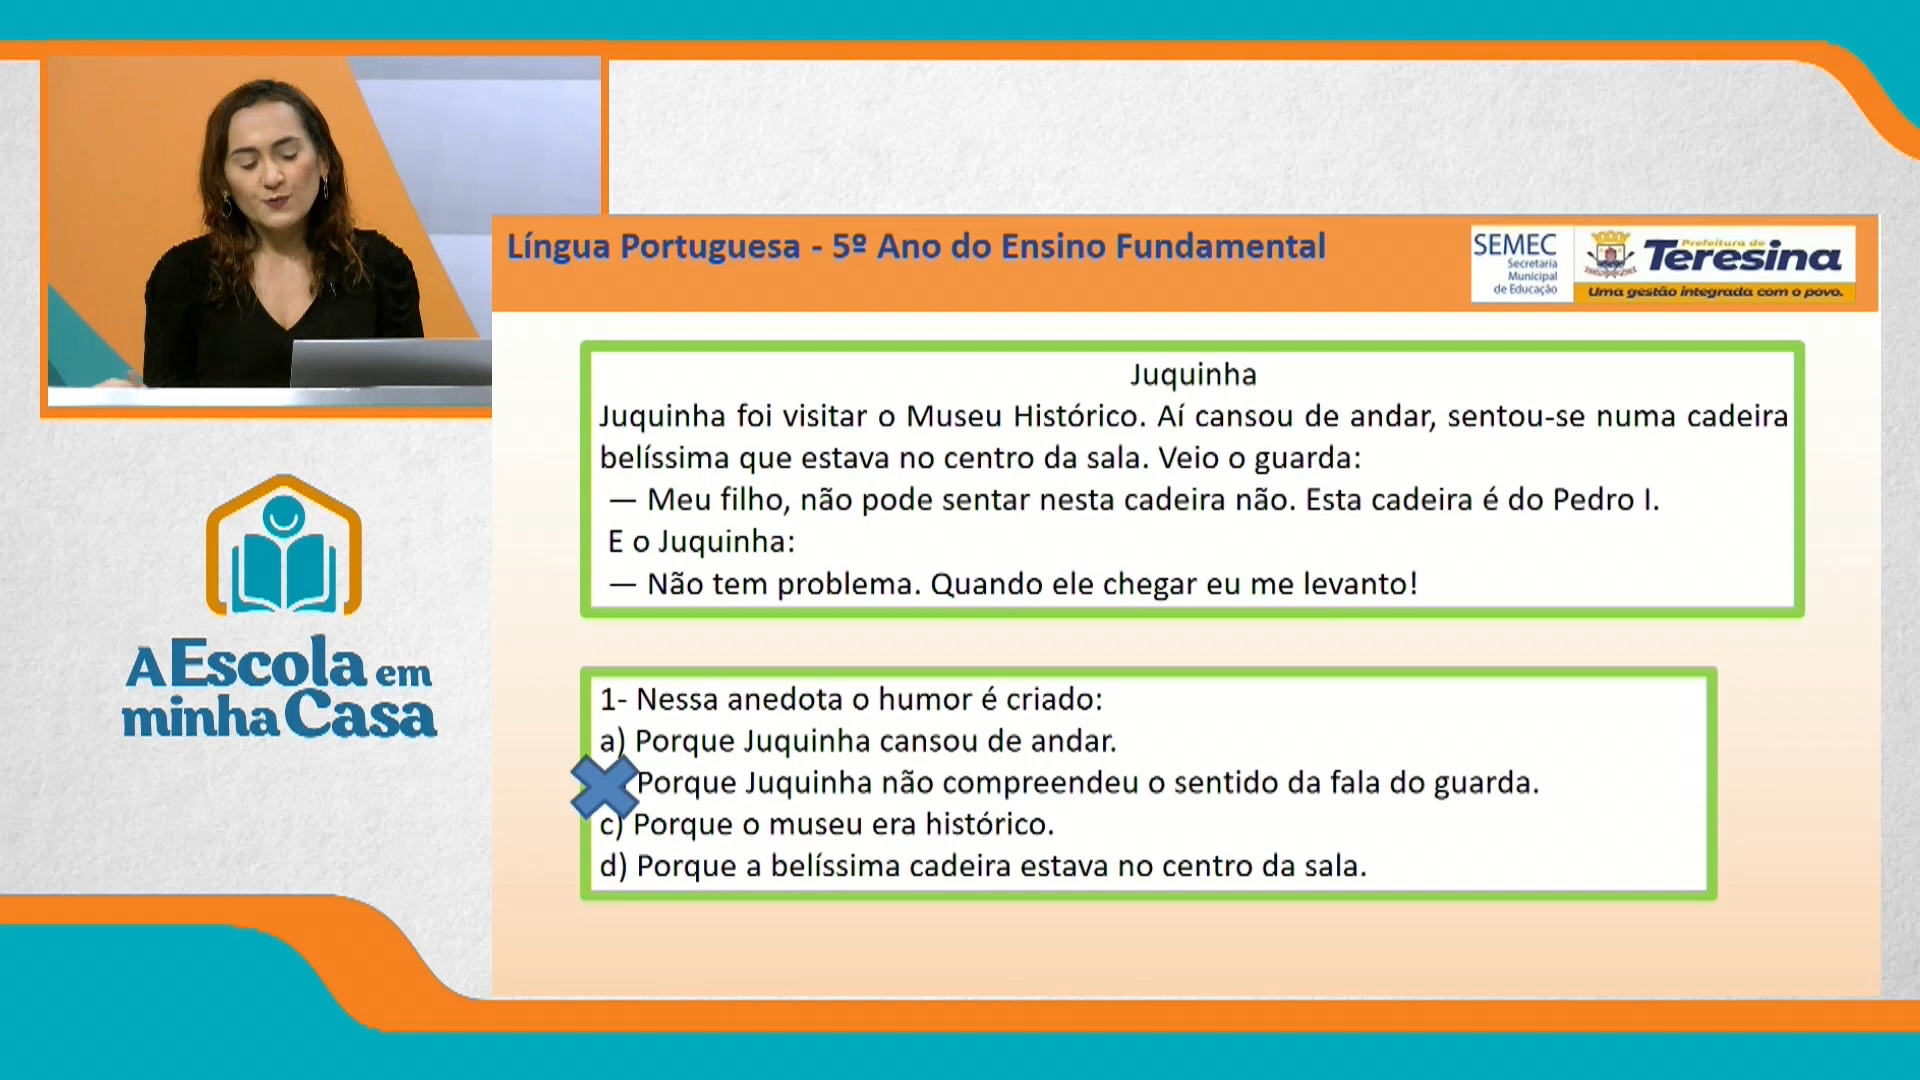 Língua Portuguesa - 5º Ano do Ensino Fundamental
SEMEC
Secretaria
Municipal
de Educação
Prefeitura de
Teresina
Uma gestão integrada com o povo.
Juquinha
Juquinha foi visitar o Museu Histórico. Aí cansou de andar, sentou-se numa cadeira
belíssima que estava no centro da sala. Veio o guarda:
— Meu filho, não pode sentar nesta cadeira não. Esta cadeira é do Pedro I.
E o Juquinha:
— Não tem problema. Quando ele chegar eu me levanto!
A Escola em
minha Casa
1- Nessa anedota o humor é criado:
a) Porque Juquinha cansou de andar.
Porque Juquinha não compreendeu o sentido da fala do guarda.
c) Porque o museu era histórico.
d) Porque a belíssima cadeira estava no centro da sala.